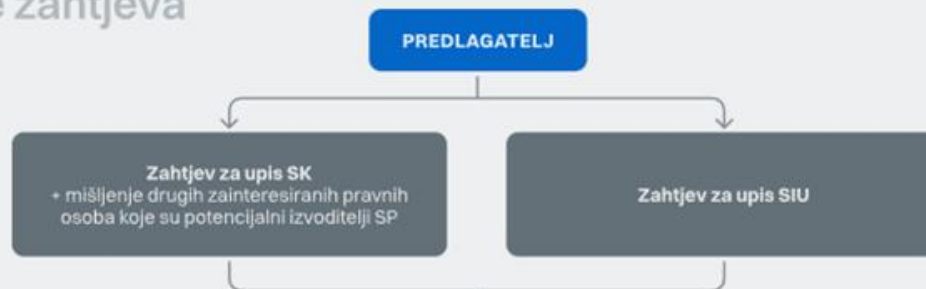 zahtjeva
PREDLAGATELJ
Zahtjev za upis SK
+ mišljenje drugih zainteresiranih pravnih
osoba koje su potencijalni izvoditelji SP
Zahtjev za upis SIU